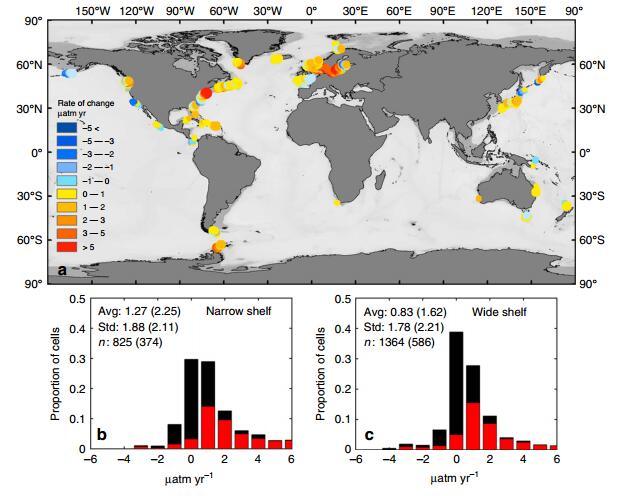 150°W 120°W 90°W 60°W 30°W 0° 30°E 60°E 90°E 120°E 150°E 90°
90°
60°N
30°N
0°
30°S
60°S
90°
60°N
30°N
0°
30°S
60°S
90°
Rate of change
µatm yr
−5 <
−5 — −3
−3 — −2
−2 — −1
−1 — 0
0 — 1
1 — 2
2 — 3
3 — 5
> 5
a
Proportion of cells
0.5
0.4
0.3
0.2
0.1
0
Avg: 1.27 (2.25) Narrow shelf
Std: 1.88 (2.11)
n: 825 (374)
b
−6 −4 −2 0 2 4 6
µatm yr−1
Proportion of cells
0.5
0.4
0.3
0.2
0.1
0
Avg: 0.83 (1.62) Wide shelf
Std: 1.78 (2.21)
n: 1364 (586)
c
−6 −4 −2 0 2 4 6
µatm yr−1